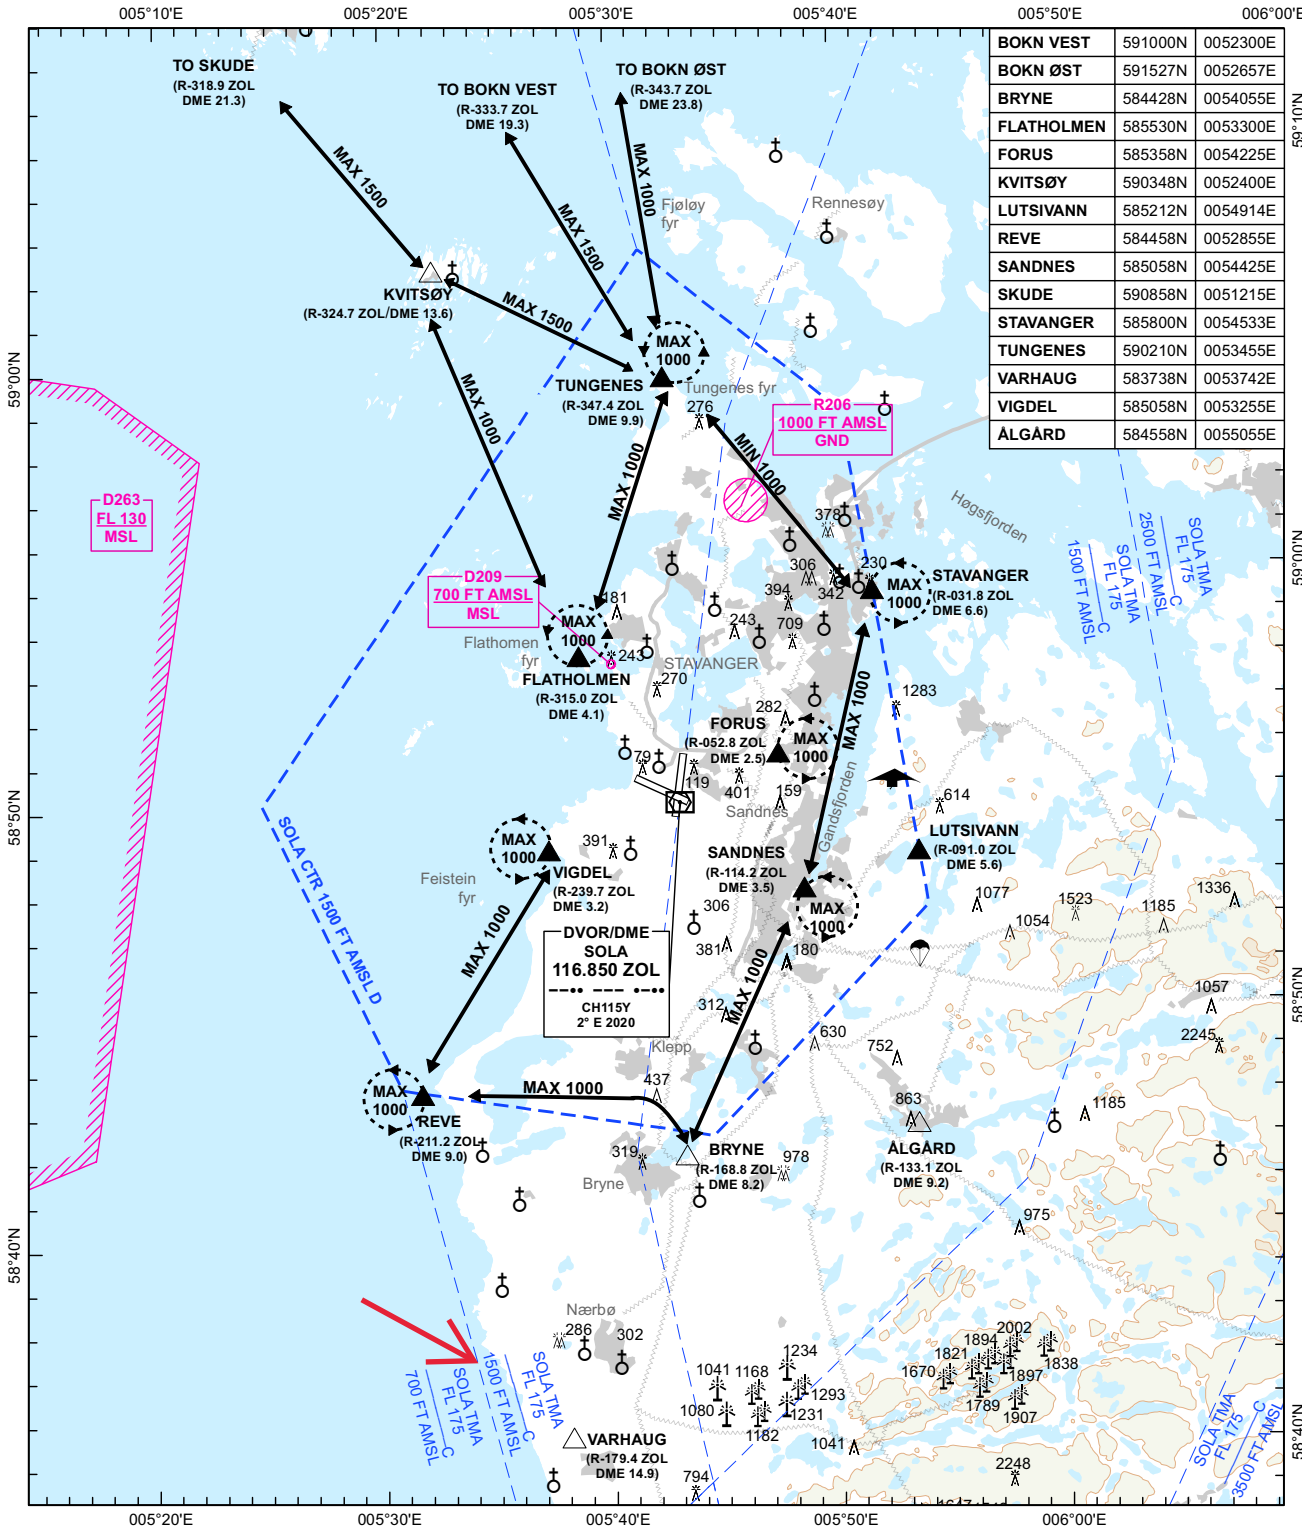 005°10'E
005°20'E
005°30'E
005°40'E
005°50'E
006°00'E
BOKN VEST 591000N 0052300E
BOKN ØST 591527N 0052657E
BRYNE 584428N 0054055E
FLATHOLMEN 585530N 0053300E
FORUS 585358N 0054225E
KVITSØY 590348N 0052400E
LUTSIVANN 585212N 0054914E
REVE 584458N 0052855E
SANDNES 585058N 0054425E
SKUDE 590858N 0051215E
STAVANGER 585800N 0054533E
TUNGENES 590210N 0053455E
VARHAUG 583738N 0053742E
VIGDEL 585058N 0053255E
ÅLGÅRD 584558N 0055055E
TO SKUDE
(R-318.9 ZOL
DME 21.3)
TO BOKN VEST
(R-333.7 ZOL
DME 19.3)
TO BOKN ØST
(R-343.7 ZOL
DME 23.8)
59°10'N
MAX 1500
MAX 1500
MAX 1000
Fjøløy
fyr
Rennesøy
KVITSØY
(R-324.7 ZOL/DME 13.6)
MAX 1500
MAX
1000
TUNGENES
(R-347.4 ZOL
DME 9.9)
Tungenes fyr
276
59°00'N
MAX 1000
MAX 1000
MIN 1000
R206
1000 FT AMSL
GND
D263
FL 130
MSL
Høgsfjorden
378
SOLA TMA
FL 175
C
2500 FT AMSL
SOLA TMA
FL 175
C
1500 FT AMSL
59°00'N
D209
700 FT AMSL
MSL
181
306
342
230
394
709
243
MAX
1000
STAVANGER
(R-031.8 ZOL
DME 6.6)
Flathomen
fyr
MAX
1000
243
STAVANGER
FLATHOLMEN
(R-315.0 ZOL
DME 4.1)
270
1283
282
FORUS
(R-052.8 ZOL
DME 2.5)
MAX
1000
MAX 1000
79
119
401
159
614
Sandnes
Gandsfjorden
58°50'N
SOLA CTR 1500 FT AMSL D
MAX
1000
391
VIGDEL
(R-239.7 ZOL
DME 3.2)
Feistein
fyr
SANDNES
(R-114.2 ZOL
DME 3.5)
MAX
1000
LUTSIVANN
(R-091.0 ZOL
DME 5.6)
1077
1054
1523
1185
1336
306
381
180
MAX 1000
DVOR/DME
SOLA
116.850 ZOL
CH115Y
2° E 2020
312
MAX 1000
1057
58°50'N
2245
Klepp
630
752
437
863
1185
MAX 1000
MAX
1000
REVE
(R-211.2 ZOL
DME 9.0)
319
Bryne
BRYNE
(R-168.8 ZOL
DME 8.2)
978
ÅLGÅRD
(R-133.1 ZOL
DME 9.2)
975
58°40'N
Nærbø
286
302
SOLA TMA
FL 175
C
1500 FT AMSL
SOLA TMA
FL 175
C
700 FT AMSL
1234
1041
1168
1293
1080
1231
1182
1041
2002
1894
1821
1670
1838
1897
1789
1907
VARHAUG
(R-179.4 ZOL
DME 14.9)
794
2248
SOLA TMA
FL 175
C
3500 FT AMSL
58°40'N
005°20'E
005°30'E
005°40'E
005°50'E
006°00'E